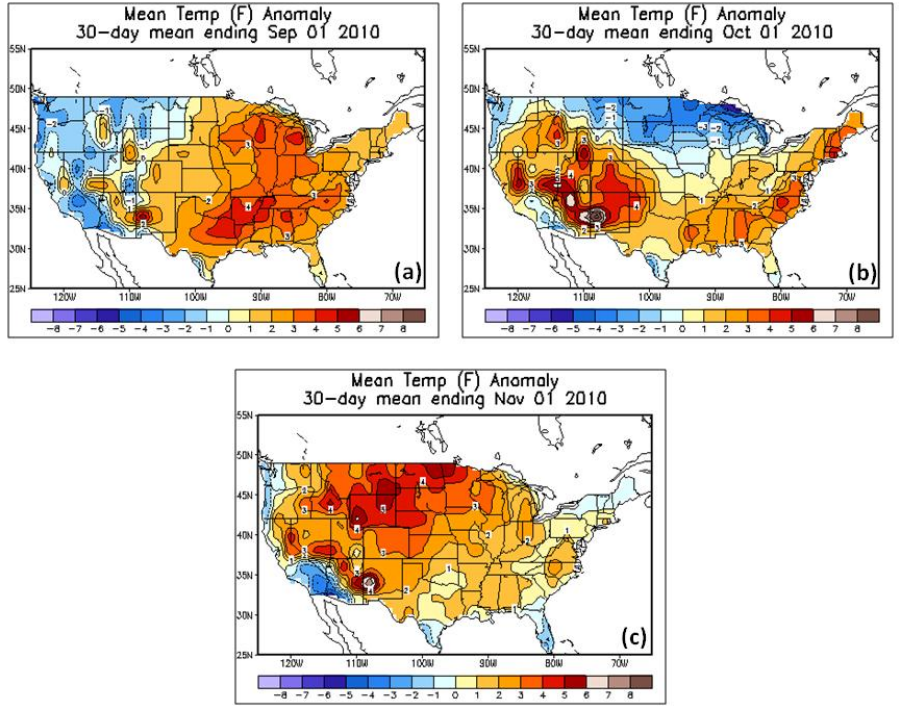 Mean Temp (F) Anomaly
30-day mean ending Sep 01 2010
55N
50N
45N
40N
35N
30N
25N
120W 110W 100W 90W 80W 70W
(a)
-8 -7 -6 -5 -4 -3 -2 -1 0 1 2 3 4 5 6 7 8
Mean Temp (F) Anomaly
30-day mean ending Oct 01 2010
55N
50N
45N
40N
35N
30N
25N
120W 110W 100W 90W 80W 70W
(b)
-8 -7 -6 -5 -4 -3 -2 -1 0 1 2 3 4 5 6 7 8
Mean Temp (F) Anomaly
30-day mean ending Nov 01 2010
55N
50N
45N
40N
35N
30N
25N
120W 110W 100W 90W 80W 70W
(c)
-8 -7 -6 -5 -4 -3 -2 -1 0 1 2 3 4 5 6 7 8